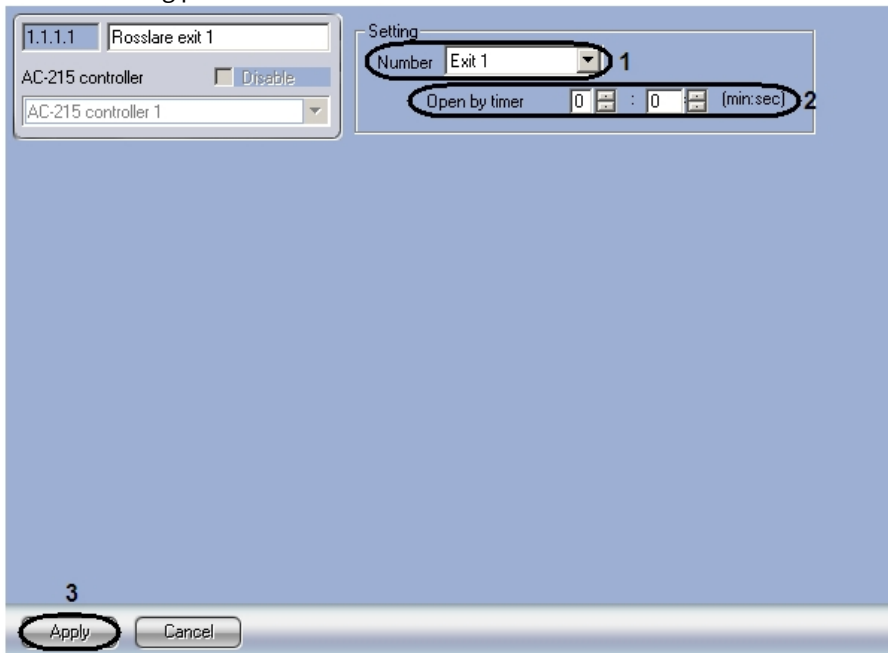 1.1.1.1 Rosslare exit 1
AC-215 controller Disable
AC-215 controller 1
Setting
Number Exit 1 1
Open by timer 0 : 0 (min:sec) 2
3
Apply Cancel